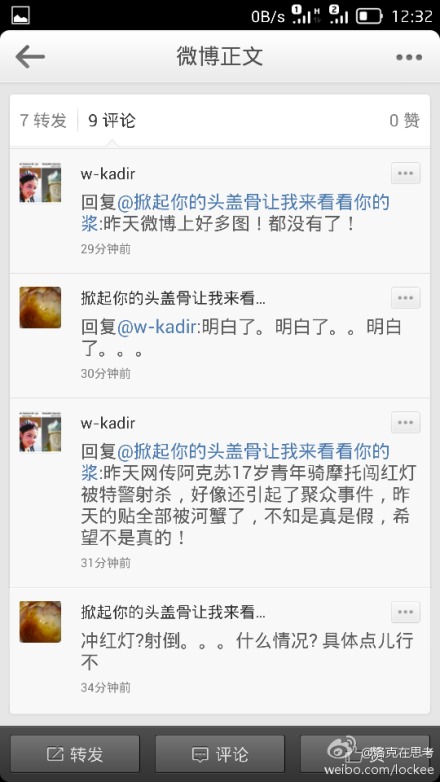 0B/s 1 H 2 12:32
微博正文
7 转发 9 评论 0 赞
w-kadir
回复@掀起你的头盖骨让我来看看你的
浆:昨天微博上好多图！都没有了！
29分钟前
掀起你的头盖骨让我来看...
回复@w-kadir:明白了。明白了。。明白
了。。。
30分钟前
w-kadir
回复@掀起你的头盖骨让我来看看你的
浆:昨天网传阿克苏17岁青年骑摩托闯红灯
被特警射杀，好像还引起了聚众事件，昨
天的贴全部被河蟹了，不知是真是假，希
望不是真的！
31分钟前
掀起你的头盖骨让我来看...
冲红灯?射倒。。。什么情况? 具体点儿行
不
34分钟前
转发 评论 赞
@骆克在思考
weibo.com/lockee